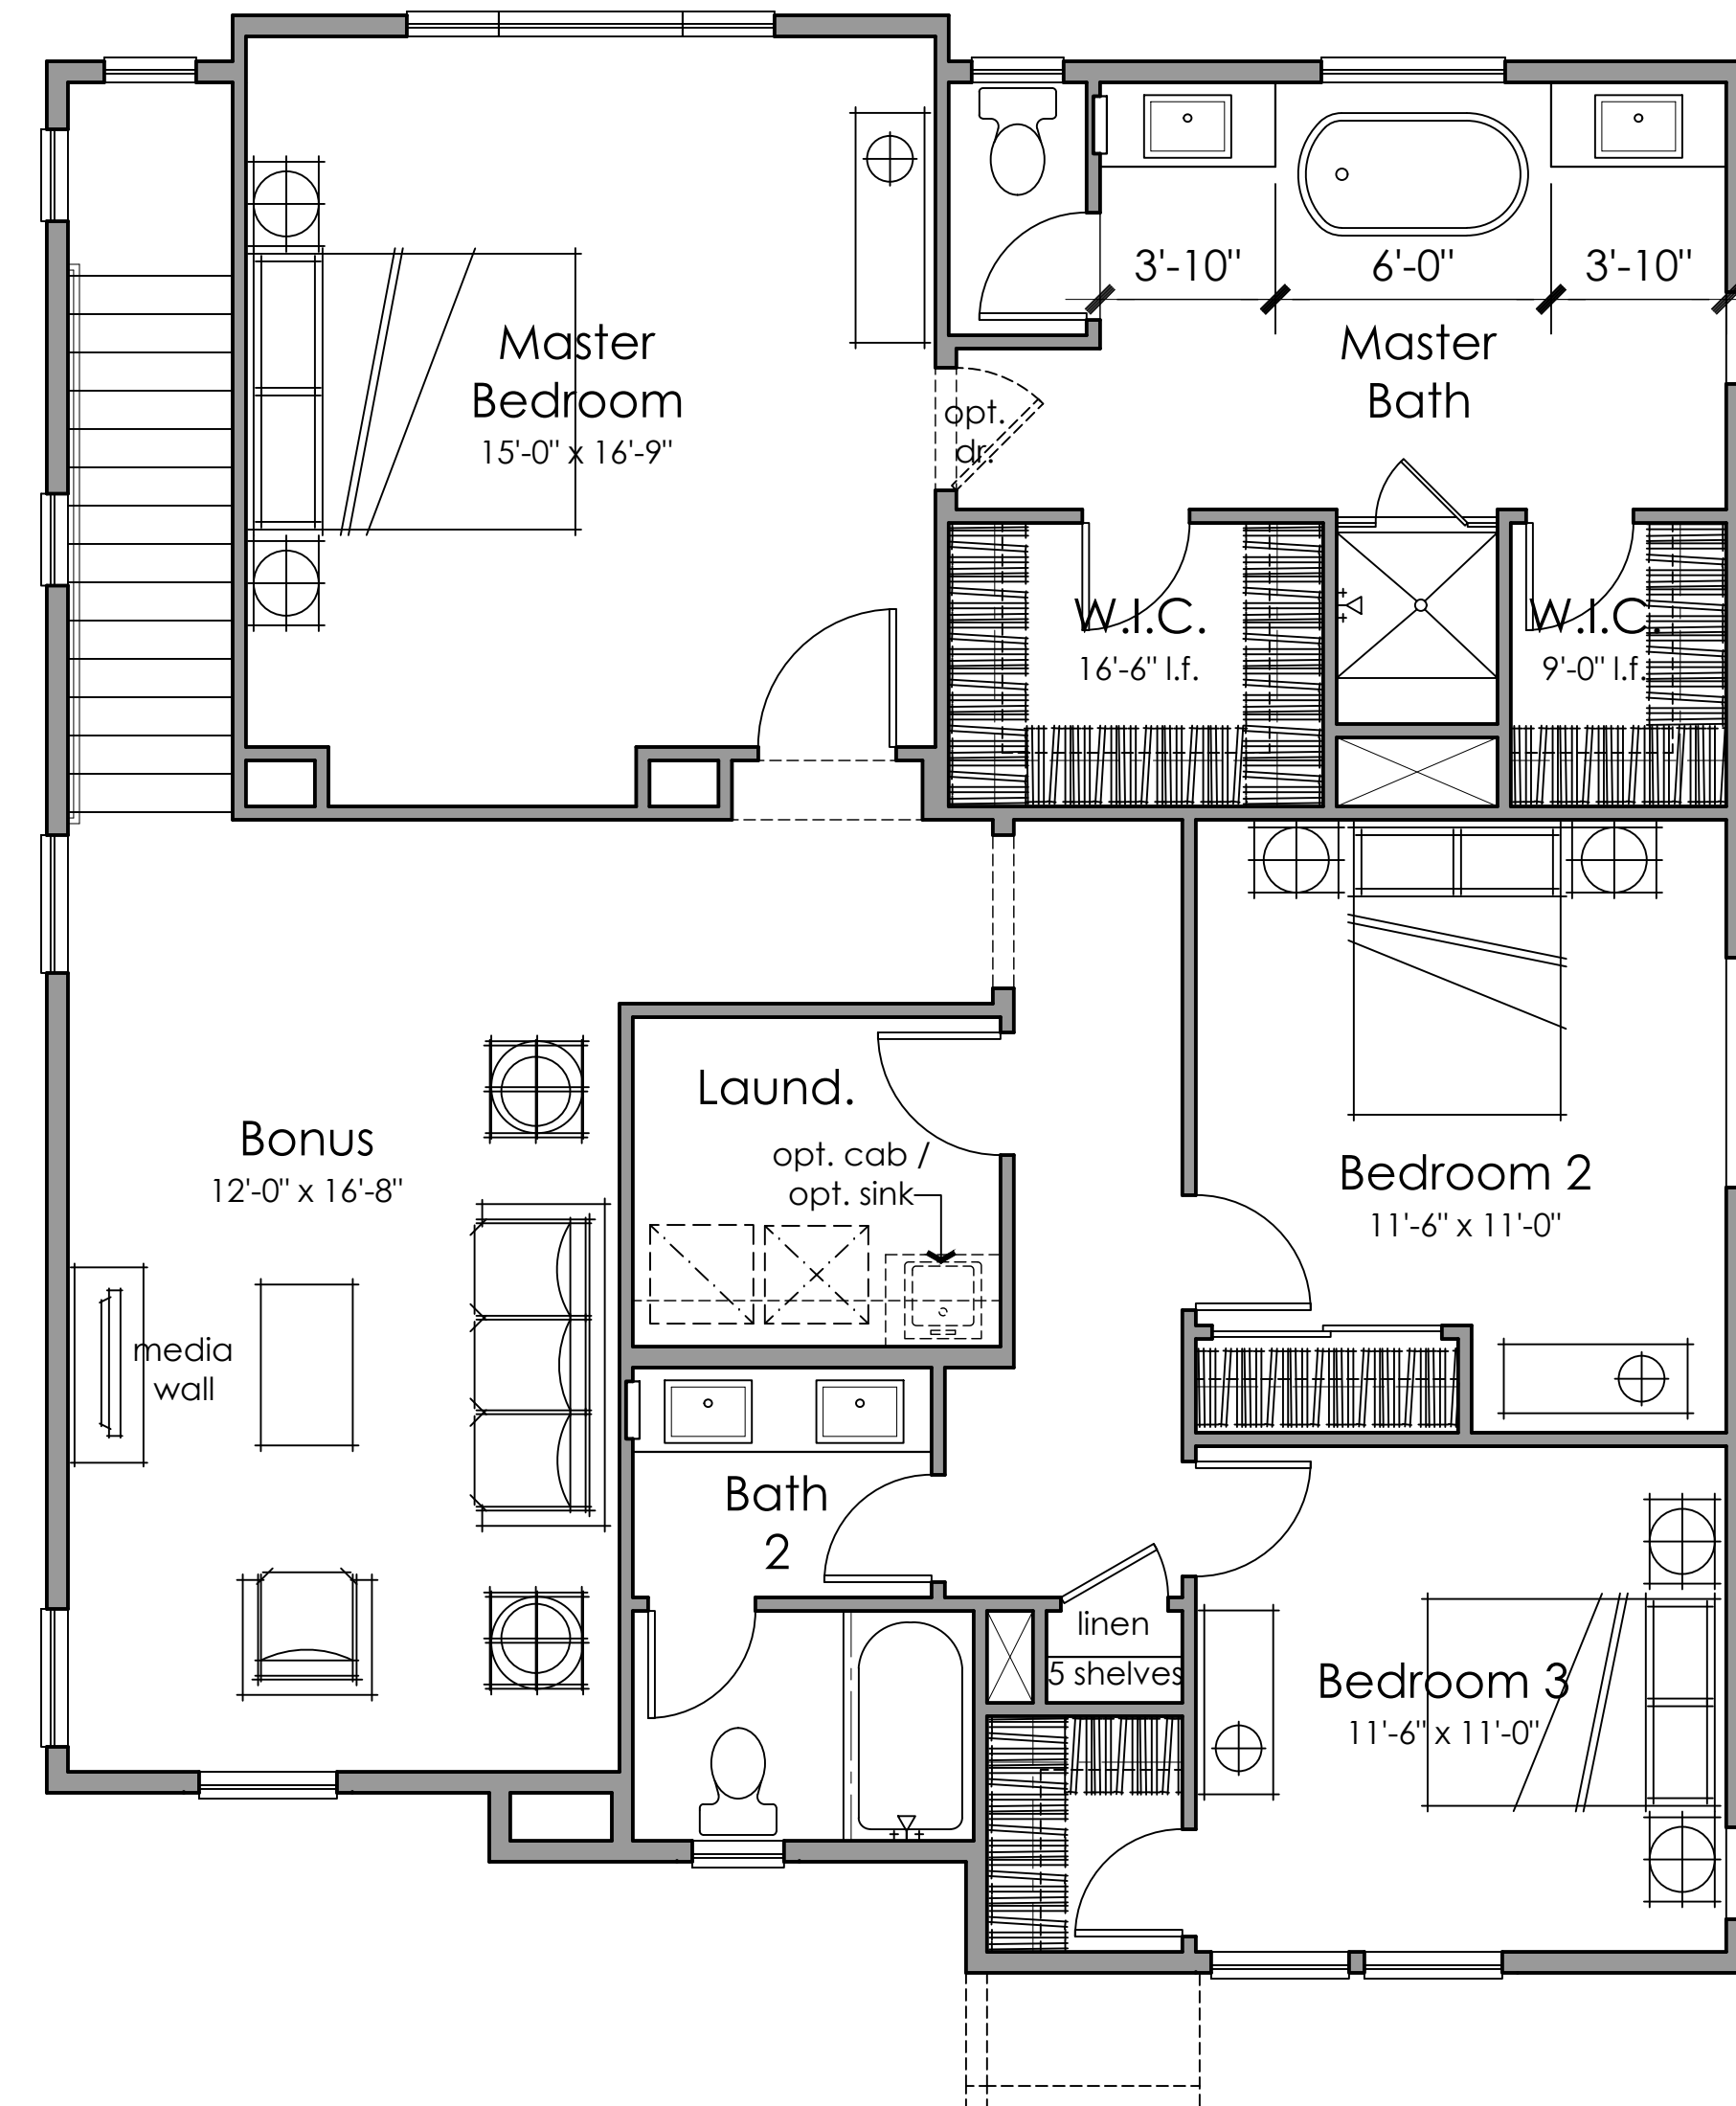 3'-10"
6'-0"
3'-10"
Master
Bedroom
15'-0" x 16'-9"
Master
Bath
opt.
dr.
W.I.C.
16'-6" l.f.
W.I.C.
9'-0" l.f.
Laund.
opt. cab /
opt. sink
Bonus
12'-0" x 16'-8"
Bedroom 2
11'-6" x 11'-0"
media
wall
Bath
2
linen
5 shelves
Bedroom 3
11'-6" x 11'-0"